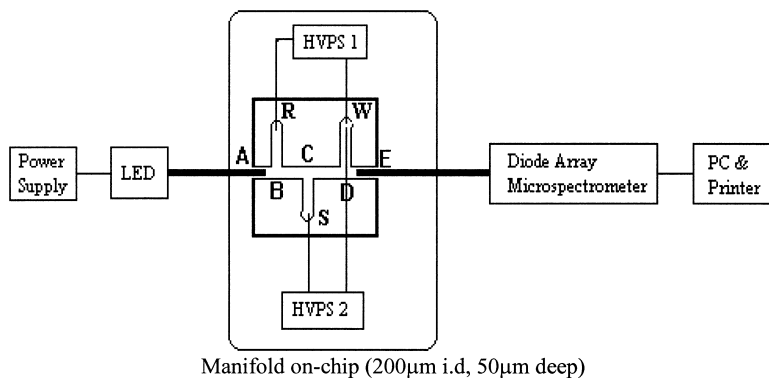 HVPS 1
R
W
A
C
E
Power
Supply
LED
Diode Array
Microspectrometer
PC &
Printer
B
D
S
HVPS 2
Manifold on-chip (200μm i.d, 50μm deep)